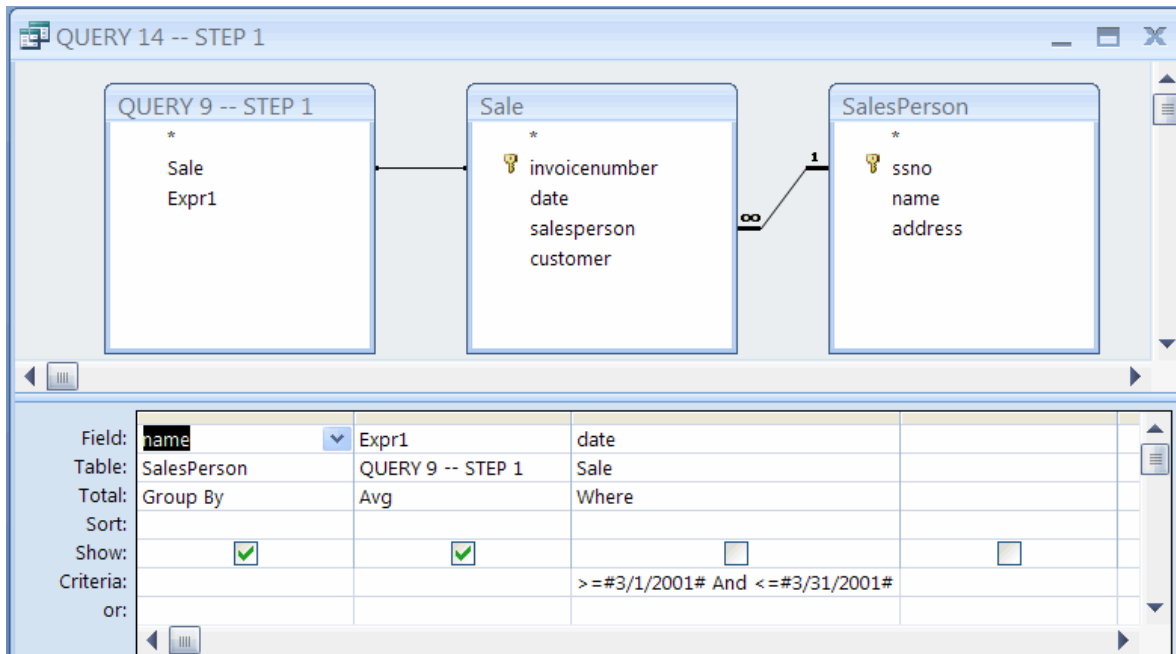 QUERY 14 -- STEP 1
QUERY 9 -- STEP 1
*
Sale
Expr1
Sale
*
invoicenumber
date
salesperson
customer
∞
1
SalesPerson
*
ssno
name
address
Field: name Expr1 date
Table: SalesPerson QUERY 9 -- STEP 1 Sale
Total: Group By Avg Where
Sort:
Show:
Criteria: >=#3/1/2001# And <=#3/31/2001#
or: